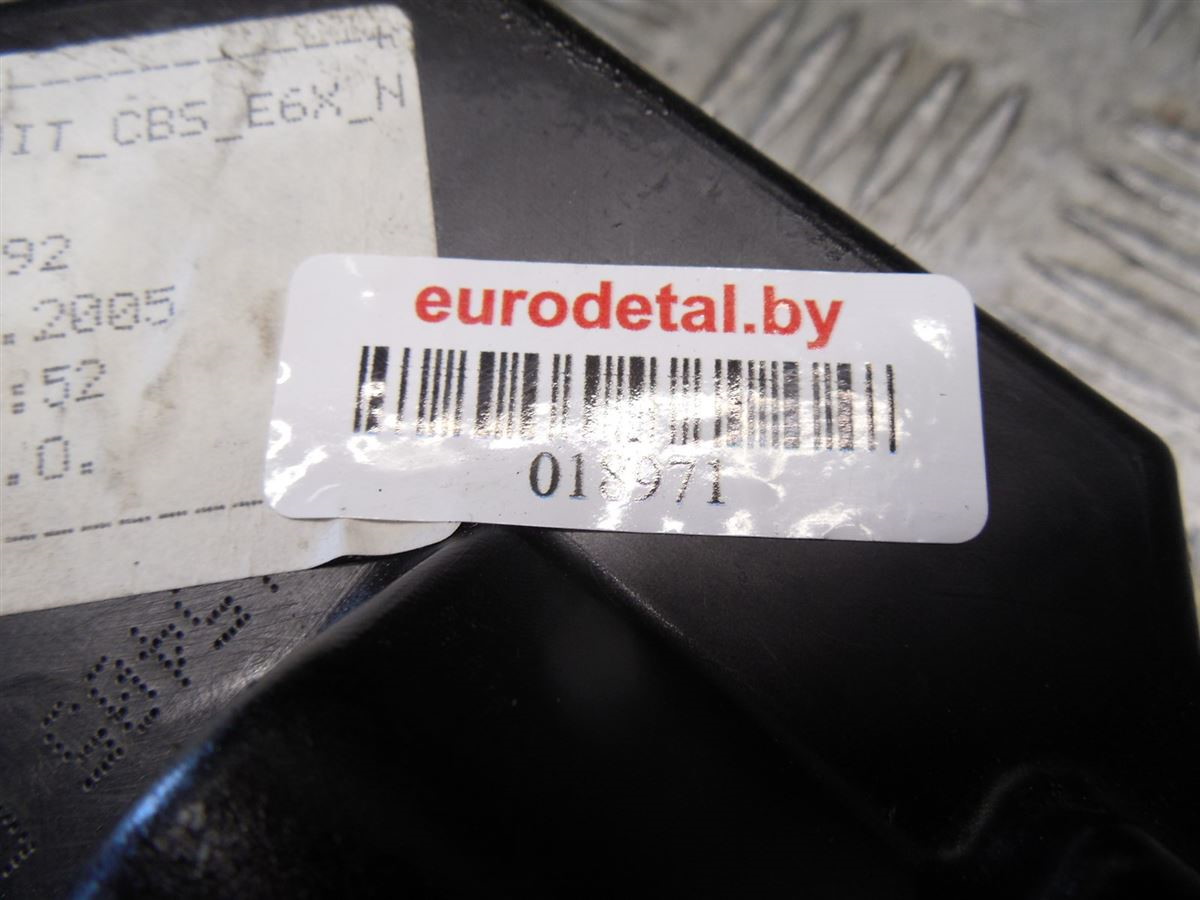 IT_CBS_E6X_N
92
.2005
:52
.0.
eurodetal.by
018971